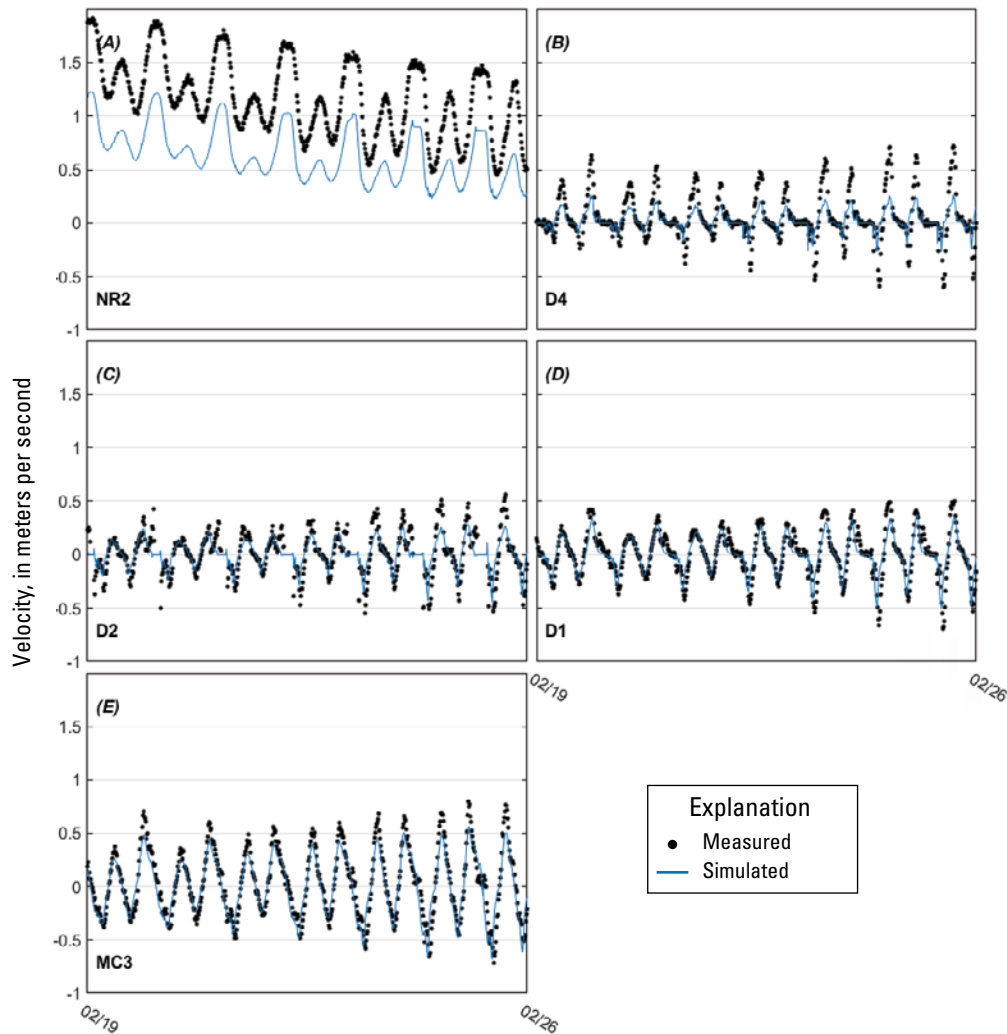 (A)
1.5
1
0.5
0
-0.5
-1
NR2
(B)
D4
(C)
1.5
1
0.5
0
-0.5
-1
D2
(D)
D1
02/19
02/26
Velocity, in meters per second
(E)
1.5
1
0.5
0
-0.5
-1
MC3
02/19
02/26
Explanation
Measured
Simulated